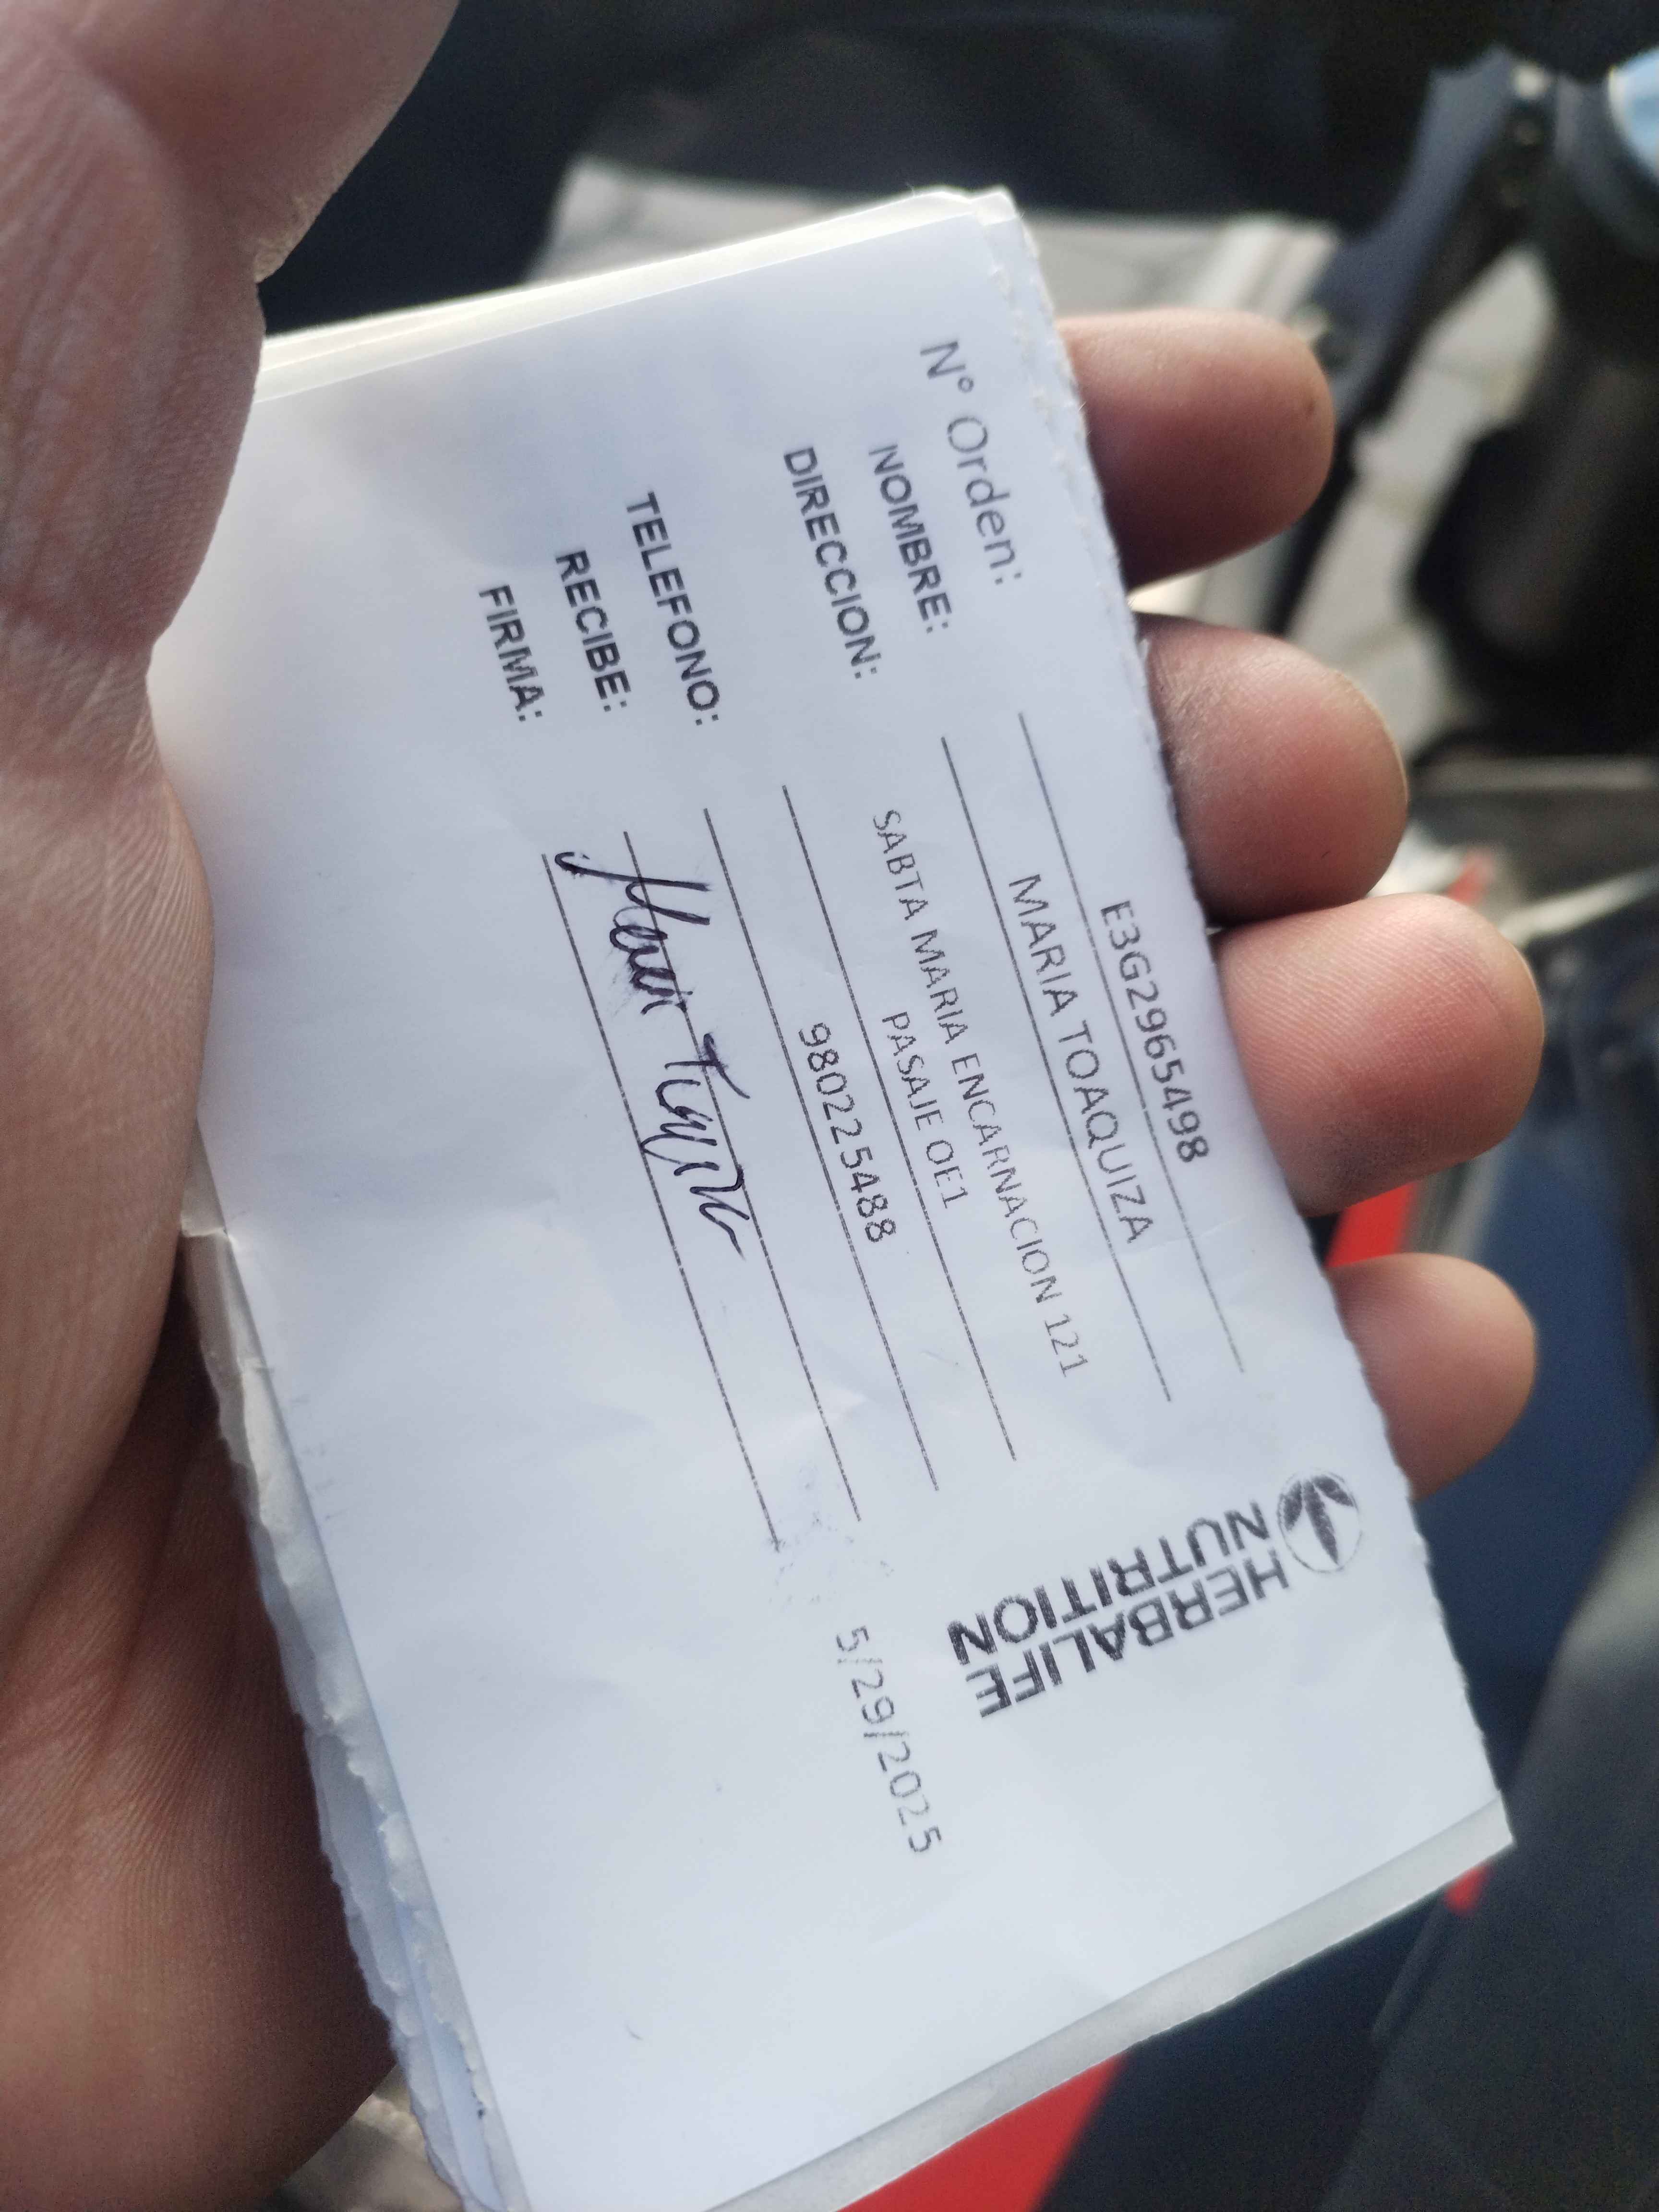 N° Orden: E3G2965498
NOMBRE: MARIA TOAQUIZA
DIRECCION: SABTA MARIA ENCARNACION 121
PASAJE OE1
TELEFONO: 980225488
RECIBE:
FIRMA:
HERBALIFE
NUTRITION
5/29/2025